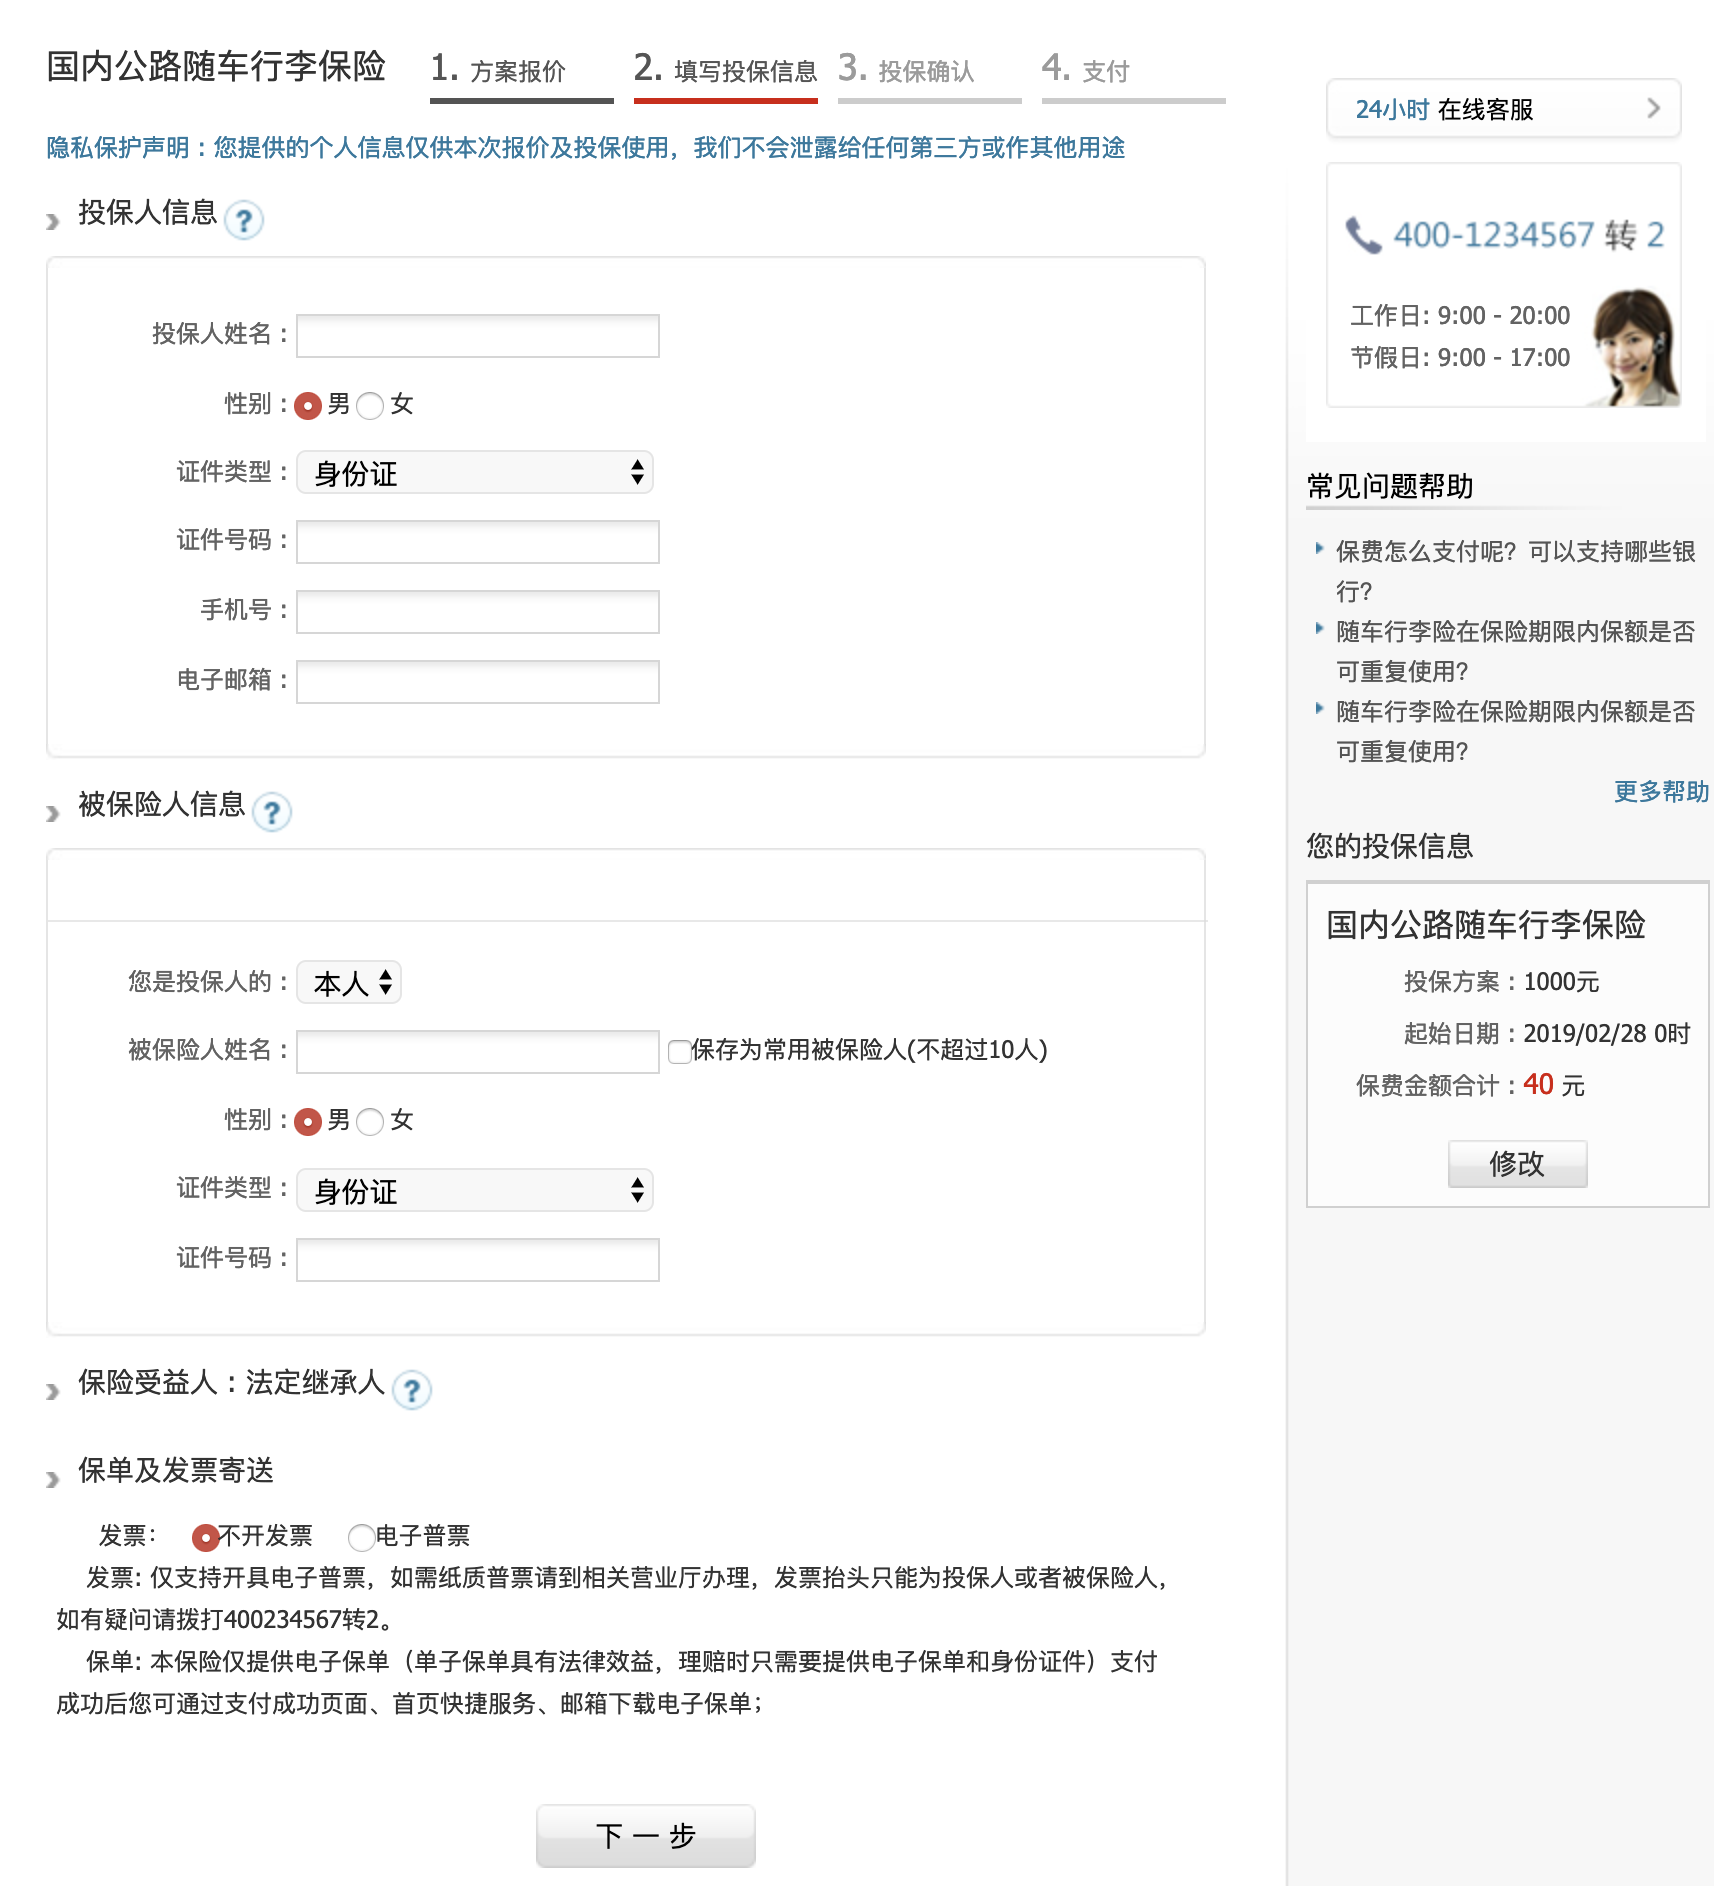 国内公路随车行李保险
1. 方案报价
2. 填写投保信息
3. 投保确认
4. 支付
隐私保护声明：您提供的个人信息仅供本次报价及投保使用，我们不会泄露给任何第三方或作其他用途
投保人信息 ?
投保人姓名：
性别： 男 女
证件类型： 身份证
证件号码：
手机号：
电子邮箱：
被保险人信息 ?
您是投保人的： 本人
被保险人姓名： 保存为常用被保险人(不超过10人)
性别： 男 女
证件类型： 身份证
证件号码：
保险受益人：法定继承人 ?
保单及发票寄送
发票： 不开发票 电子普票
发票: 仅支持开具电子普票，如需纸质普票请到相关营业厅办理，发票抬头只能为投保人或者被保险人，
如有疑问请拨打400234567转2。
保单: 本保险仅提供电子保单（单子保单具有法律效益，理赔时只需要提供电子保单和身份证件）支付
成功后您可通过支付成功页面、首页快捷服务、邮箱下载电子保单；
下 一 步
24小时 在线客服
400-1234567 转 2
工作日: 9:00 - 20:00
节假日: 9:00 - 17:00
常见问题帮助
保费怎么支付呢？可以支持哪些银
行？
随车行李险在保险期限内保额是否
可重复使用？
随车行李险在保险期限内保额是否
可重复使用？
更多帮助
您的投保信息
国内公路随车行李保险
投保方案：1000元
起始日期：2019/02/28 0时
保费金额合计：40 元
修改